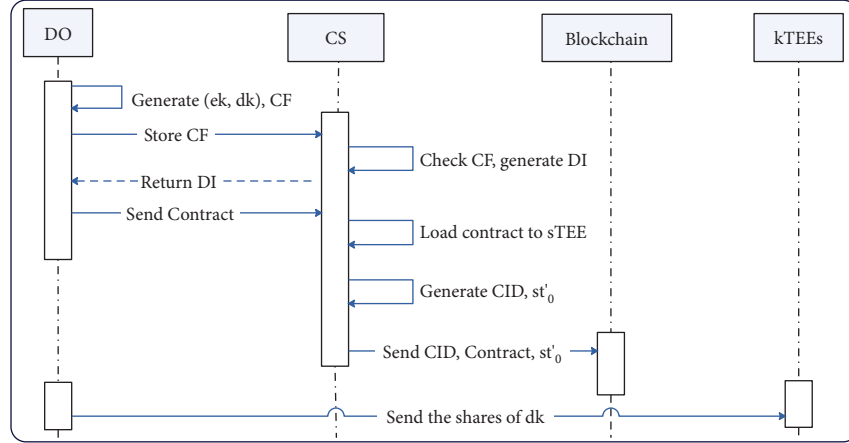 DO
CS
Blockchain
kTEEs
Generate (ek, dk), CF
Store CF
Check CF, generate DI
Return DI
Send Contract
Load contract to sTEE
Generate CID, st'₀
Send CID, Contract, st'₀
Send the shares of dk